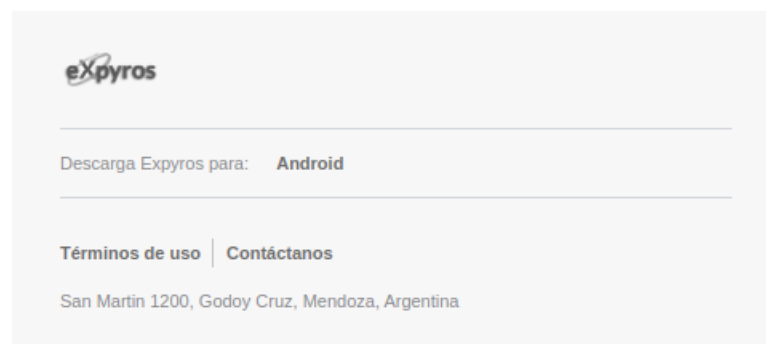 eXpyros
Descarga Expyros para: Android
Términos de uso Contáctanos
San Martin 1200, Godoy Cruz, Mendoza, Argentina